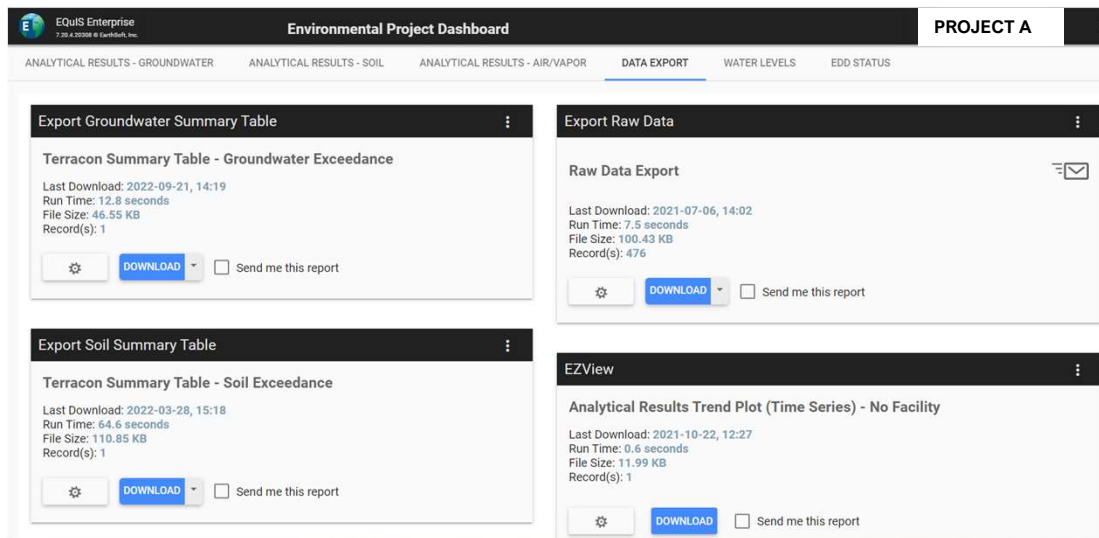 EQuIS Enterprise
7.20.4.20308 © EarthSoft, Inc.
Environmental Project Dashboard
PROJECT A
ANALYTICAL RESULTS - GROUNDWATER ANALYTICAL RESULTS - SOIL ANALYTICAL RESULTS - AIR/VAPOR DATA EXPORT WATER LEVELS EDD STATUS
Export Groundwater Summary Table
Terracon Summary Table - Groundwater Exceedance
Last Download: 2022-09-21, 14:19
Run Time: 12.8 seconds
File Size: 46.55 KB
Record(s): 1
DOWNLOAD Send me this report
Export Raw Data
Raw Data Export
Last Download: 2021-07-06, 14:02
Run Time: 7.5 seconds
File Size: 100.43 KB
Record(s): 476
DOWNLOAD Send me this report
Export Soil Summary Table
Terracon Summary Table - Soil Exceedance
Last Download: 2022-03-28, 15:18
Run Time: 64.6 seconds
File Size: 110.85 KB
Record(s): 1
DOWNLOAD Send me this report
EZView
Analytical Results Trend Plot (Time Series) - No Facility
Last Download: 2021-10-22, 12:27
Run Time: 0.6 seconds
File Size: 11.99 KB
Record(s): 1
DOWNLOAD Send me this report